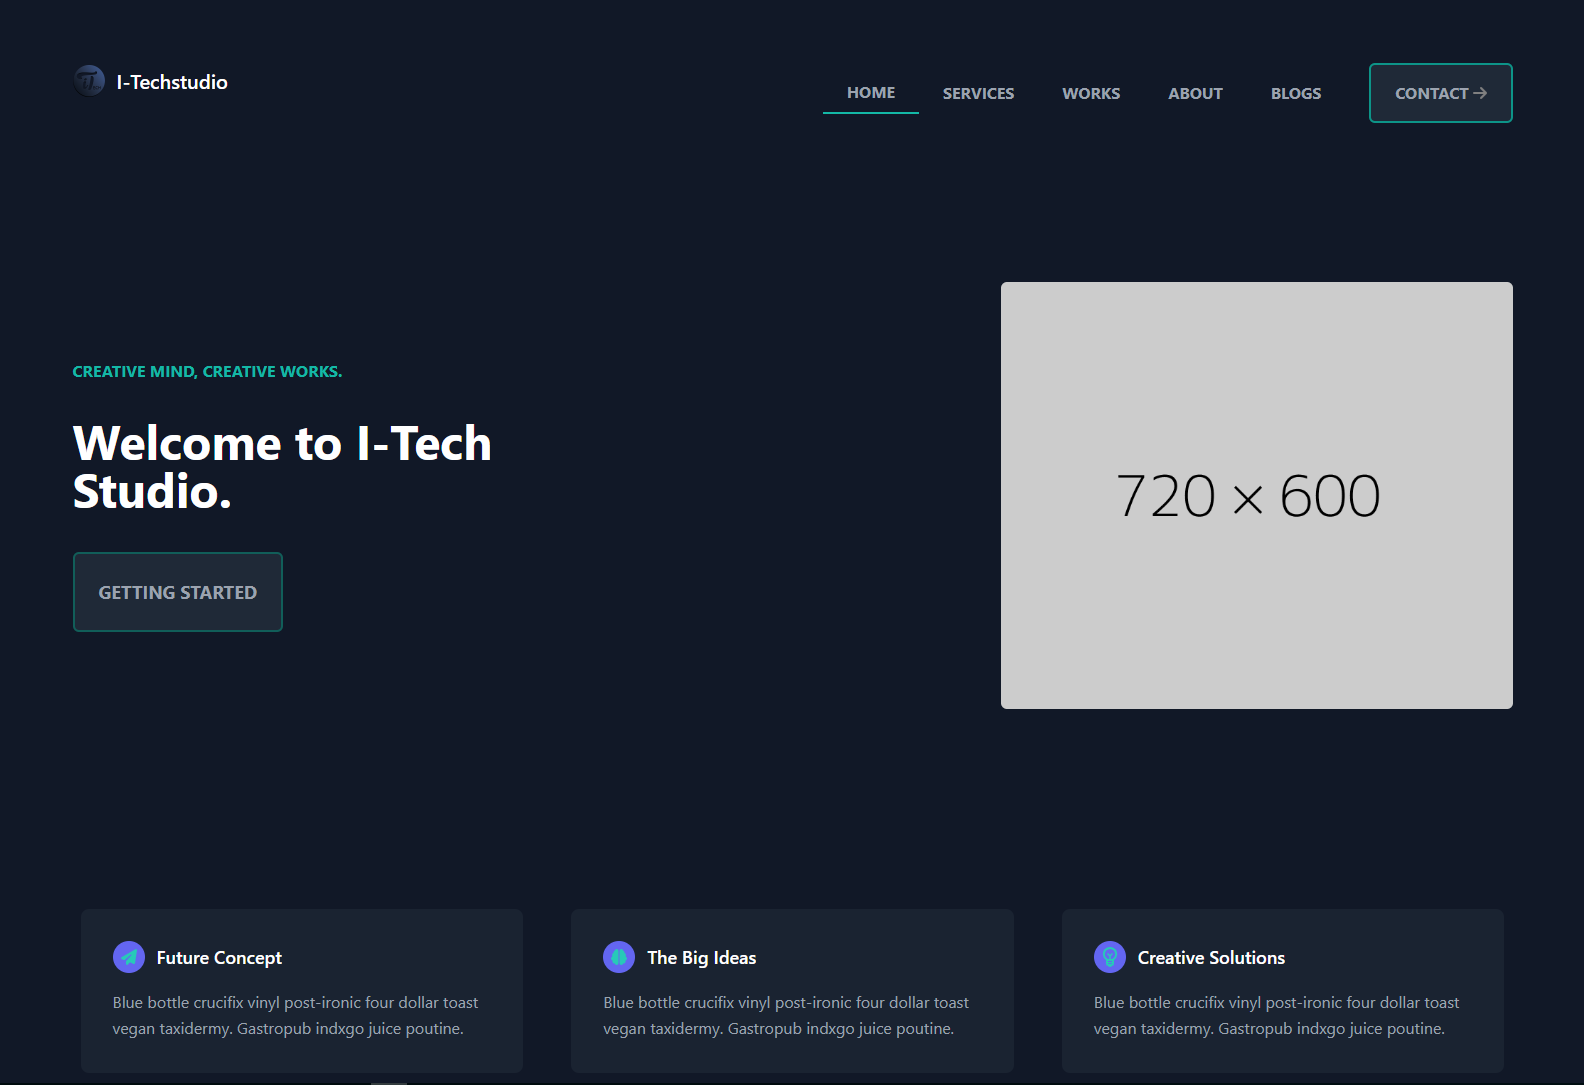 I-Techstudio
HOME SERVICES WORKS ABOUT BLOGS CONTACT →
CREATIVE MIND, CREATIVE WORKS.
Welcome to I-Tech
Studio.
GETTING STARTED
720 × 600
Future Concept
Blue bottle crucifix vinyl post-ironic four dollar toast
vegan taxidermy. Gastropub indxgo juice poutine.
The Big Ideas
Blue bottle crucifix vinyl post-ironic four dollar toast
vegan taxidermy. Gastropub indxgo juice poutine.
Creative Solutions
Blue bottle crucifix vinyl post-ironic four dollar toast
vegan taxidermy. Gastropub indxgo juice poutine.